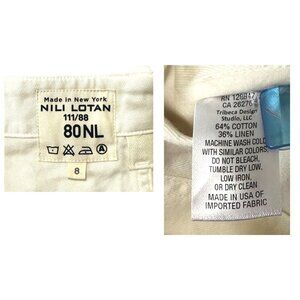 Made in New York
NILI LOTAN
111/88
80NL
8
Tribeca Design
Studio, LLC
64% COTTON
36% LINEN
MACHINE WASH COLD
WITH SIMILAR COLORS
DO NOT BLEACH,
TUMBLE DRY LOW,
LOW IRON,
OR DRY CLEAN
MADE IN USA OF
IMPORTED FABRIC